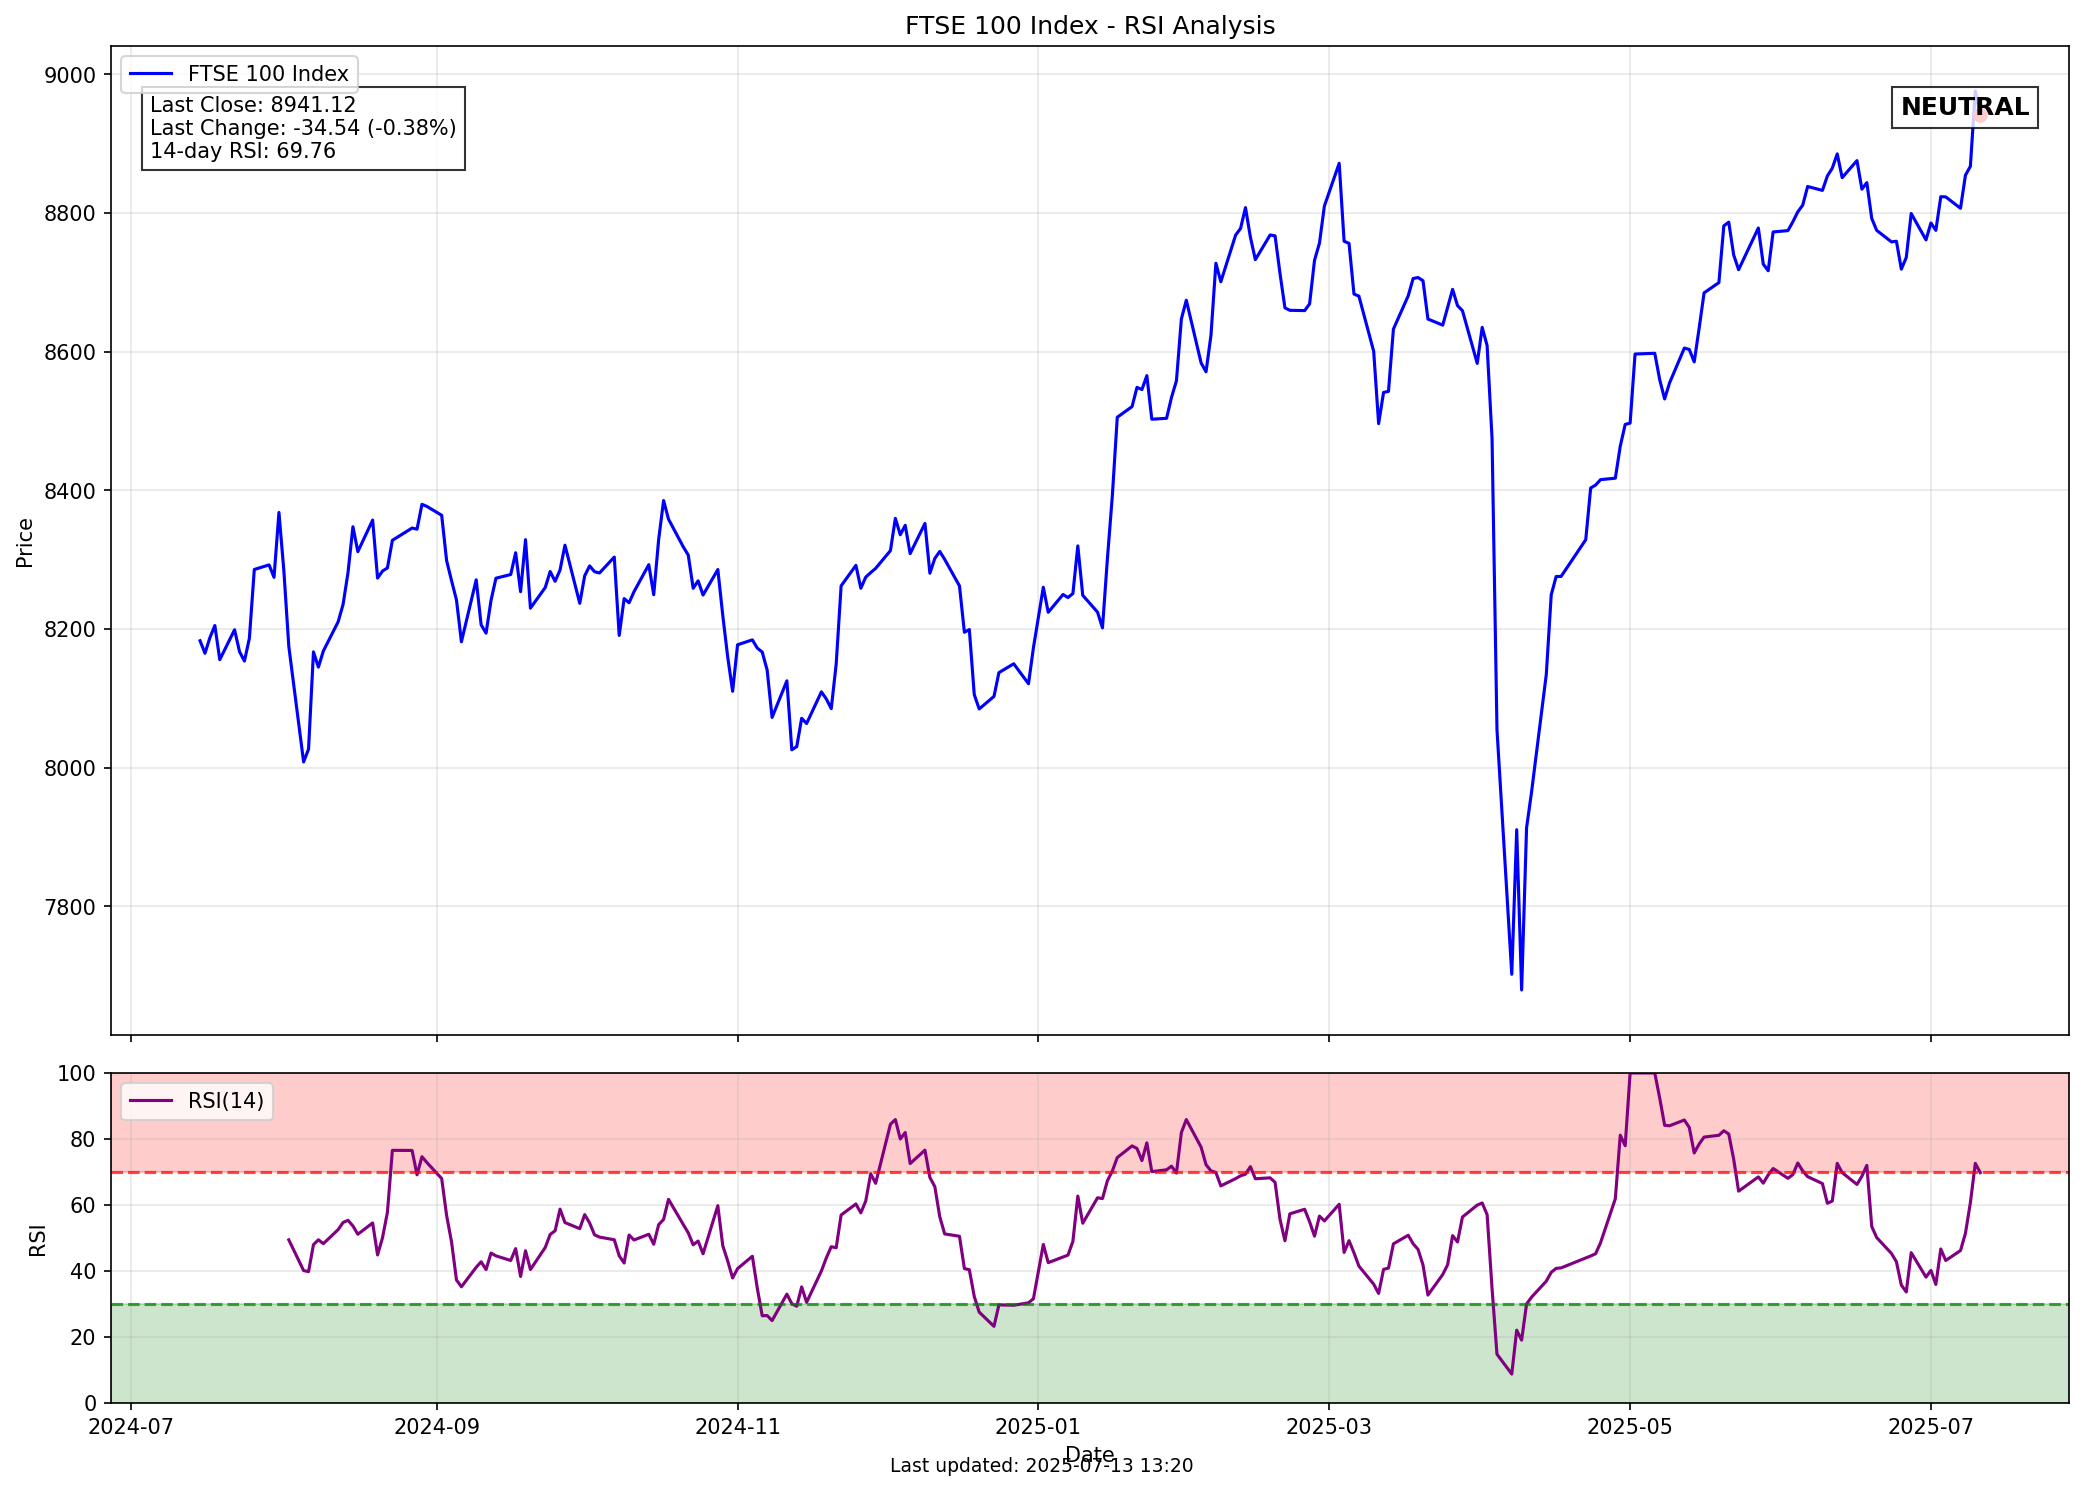 FTSE 100 Index - RSI Analysis
FTSE 100 Index
Last Close: 8941.12
Last Change: -34.54 (-0.38%)
14-day RSI: 69.76
NEUTRAL
Price
9000
8800
8600
8400
8200
8000
7800
RSI(14)
RSI
100
80
60
40
20
0
2024-07
2024-09
2024-11
2025-01
2025-03
2025-05
2025-07
Date
Last updated: 2025-07-13 13:20